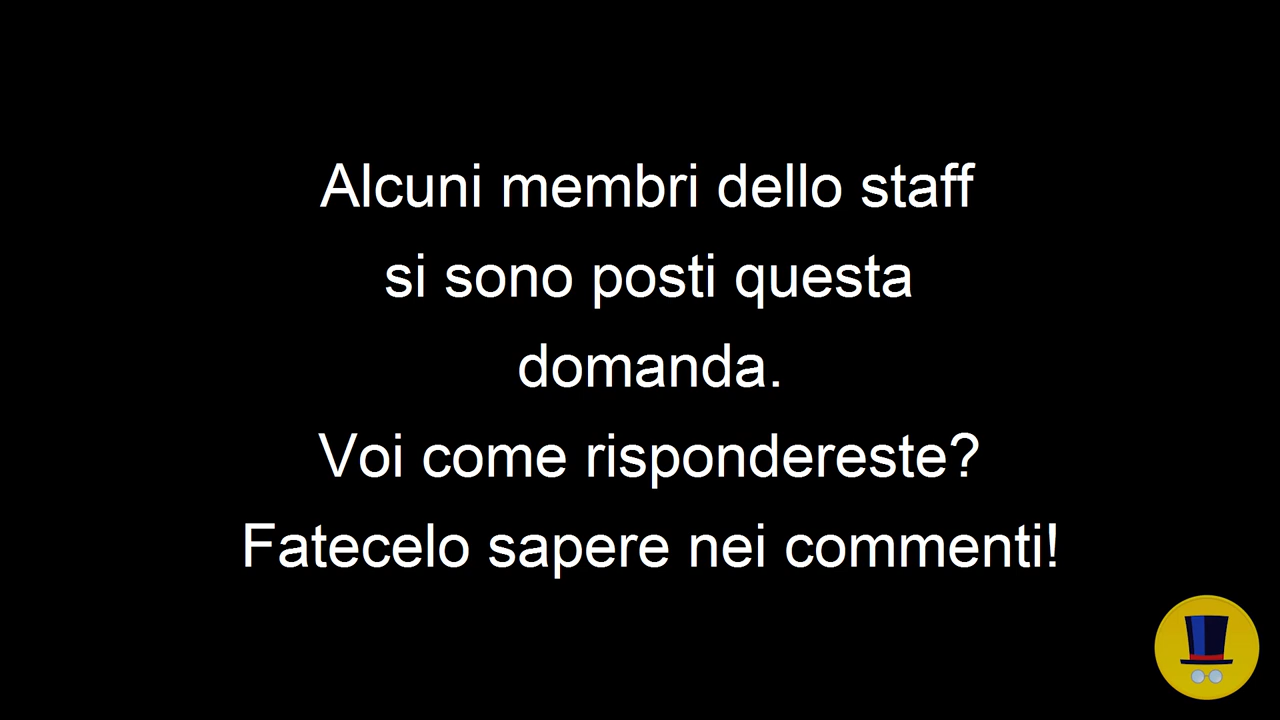 Alcuni membri dello staff
si sono posti questa
domanda.
Voi come rispondereste?
Fatecelo sapere nei commenti!